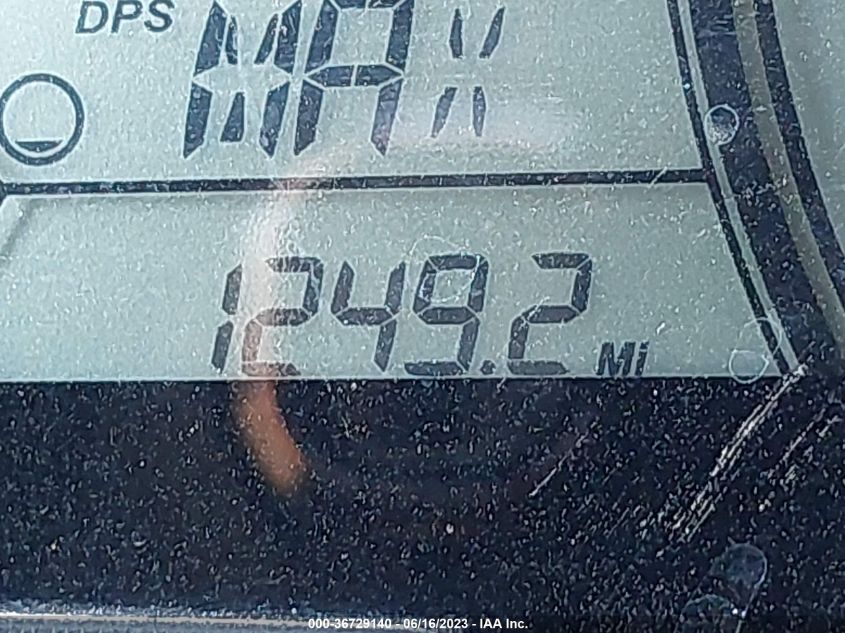 DPS
MAX
1249.2 Mi
000-36729140 - 06/16/2023 - IAA Inc.